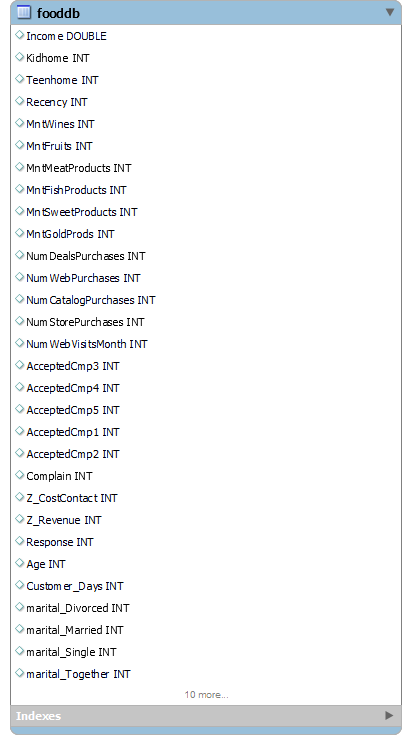 fooddb
Income DOUBLE
Kidhome INT
Teenhome INT
Recency INT
MntWines INT
MntFruits INT
MntMeatProducts INT
MntFishProducts INT
MntSweetProducts INT
MntGoldProds INT
NumDealsPurchases INT
NumWebPurchases INT
NumCatalogPurchases INT
NumStorePurchases INT
NumWebVisitsMonth INT
AcceptedCmp3 INT
AcceptedCmp4 INT
AcceptedCmp5 INT
AcceptedCmp1 INT
AcceptedCmp2 INT
Complain INT
Z_CostContact INT
Z_Revenue INT
Response INT
Age INT
Customer_Days INT
marital_Divorced INT
marital_Married INT
marital_Single INT
marital_Together INT
10 more...
Indexes